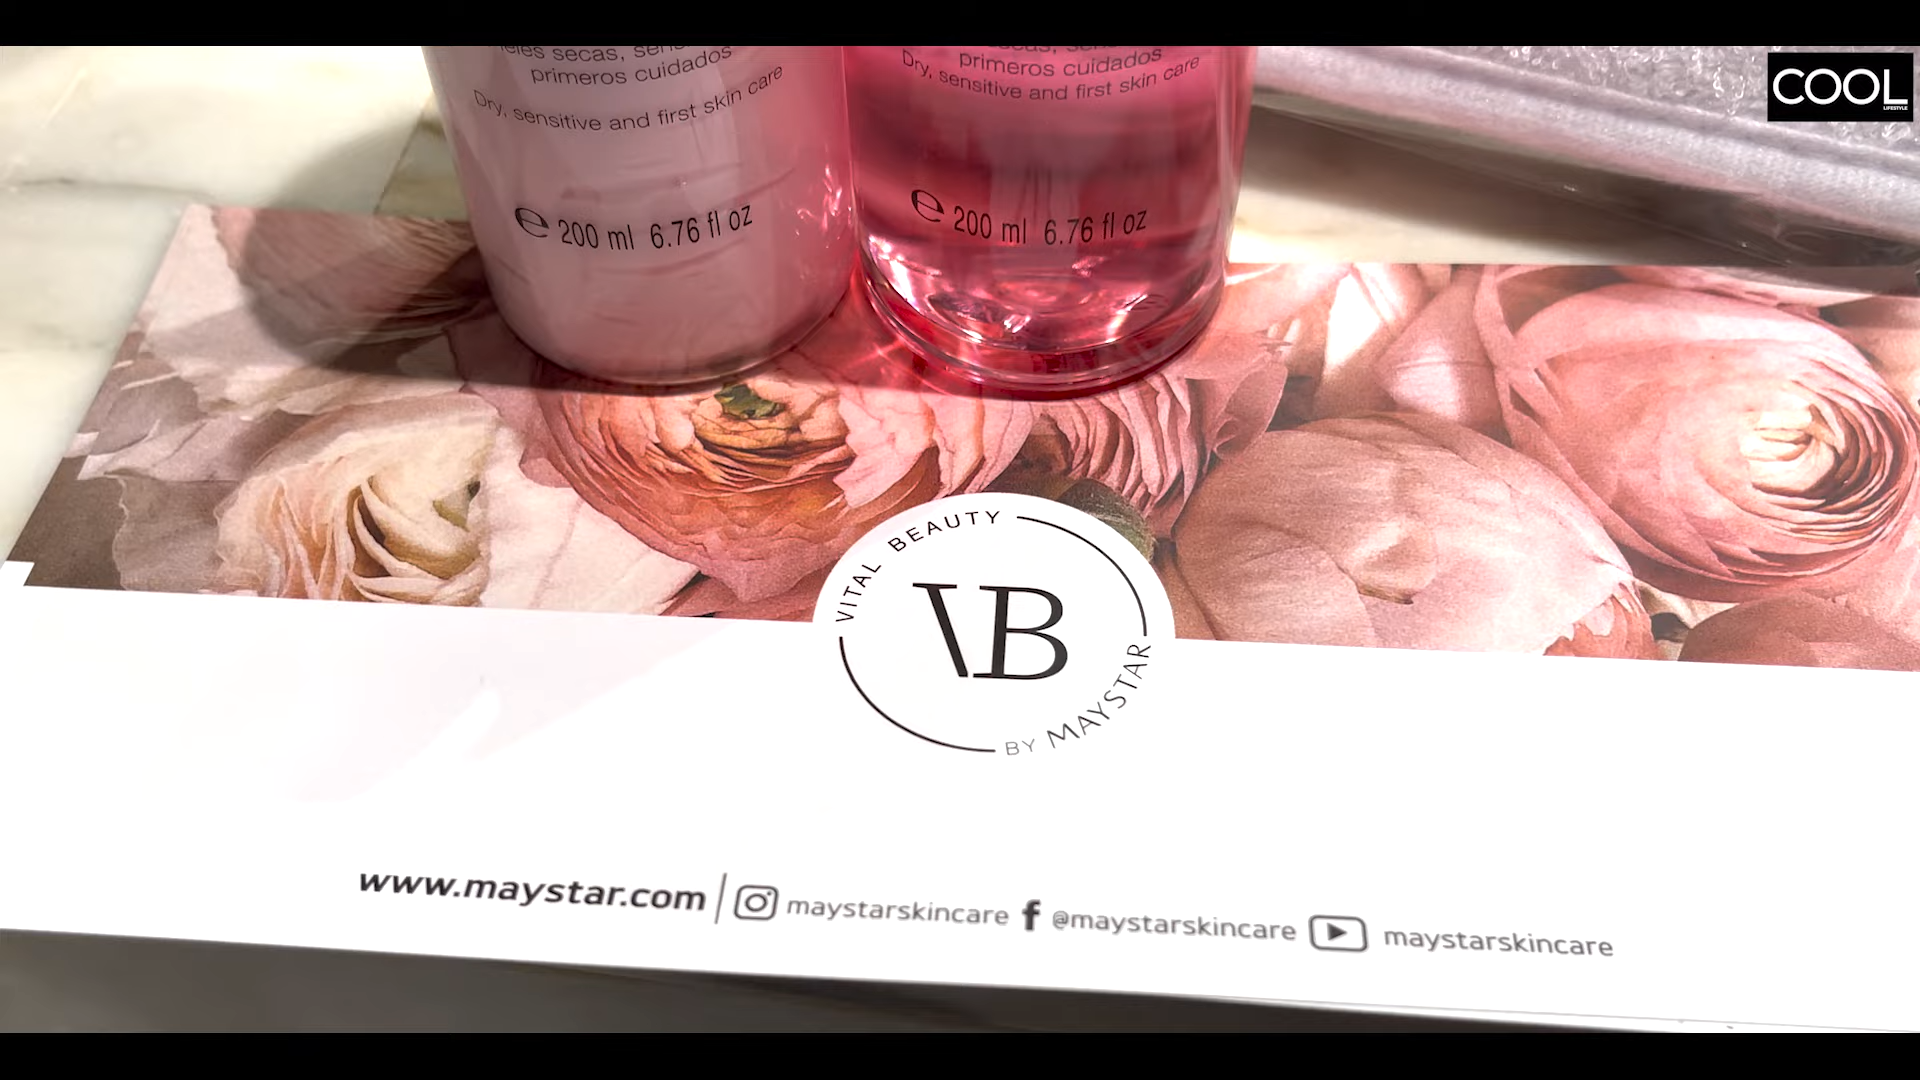 COOL
LIFESTYLE
secas,
primeros cuidados
Dry, sensitive and first skin care
e 200 ml 6.76 fl oz
primeros cuidados
Dry, sensitive and first skin care
e 200 ml 6.76 fl oz
VITAL BEAUTY
VB
BY MAYSTAR
www.maystar.com | maystarskincare f @maystarskincare maystarskincare